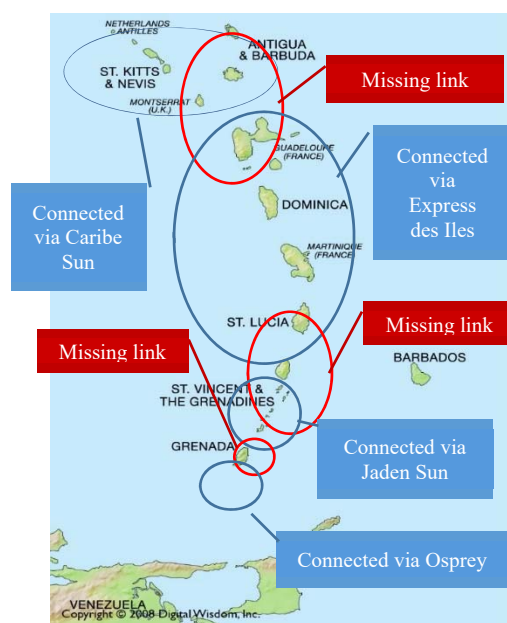 NETHERLANDS
ANTILLES
ANTIGUA
& BARBUDA
ST. KITTS
& NEVIS
MONTSERRAT
(U.K.)
Missing link
GUADELOUPE
(FRANCE)
Connected
via
Express
des Iles
Connected
via Caribe
Sun
DOMINICA
MARTINIQUE
(FRANCE)
ST. LUCIA
Missing link
Missing link
BARBADOS
ST. VINCENT &
THE GRENADINES
GRENADA
Connected via
Jaden Sun
Connected via Osprey
VENEZUELA
Copyright © 2008 Digital Wisdom, Inc.